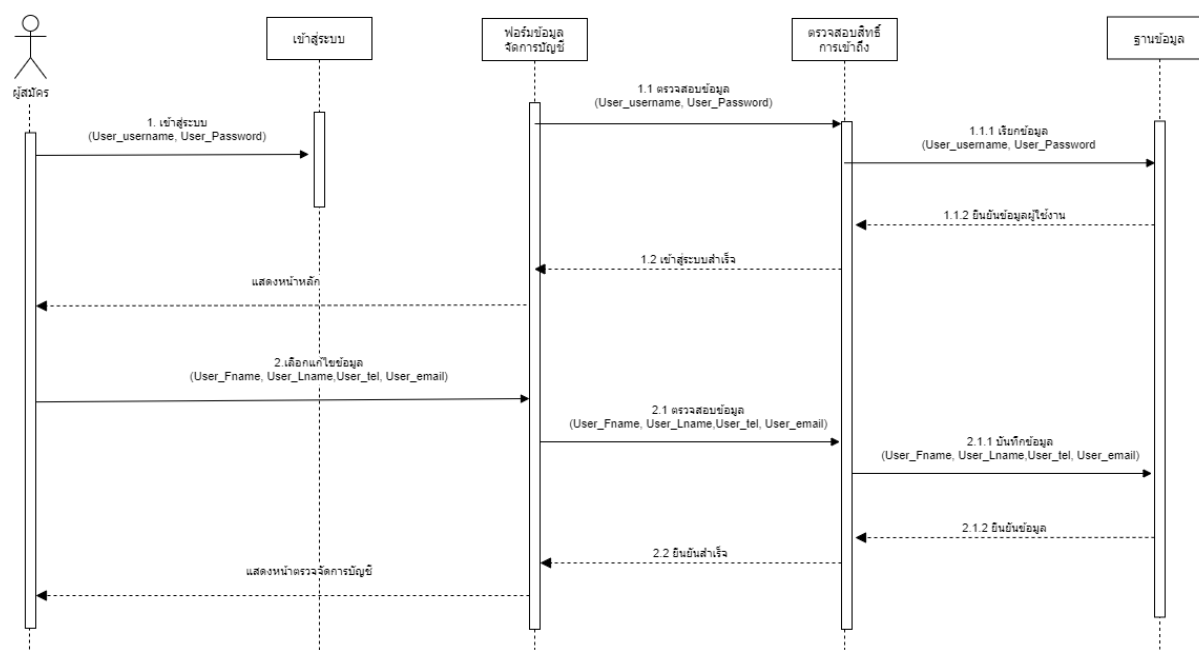 ผู้สมัคร
เข้าสู่ระบบ
ฟอร์มข้อมูล
จัดการบัญชี
ตรวจสอบสิทธิ์
การเข้าถึง
ฐานข้อมูล
1. เข้าสู่ระบบ
(User_username, User_Password)
1.1 ตรวจสอบข้อมูล
(User_username, User_Password)
1.1.1 เรียกข้อมูล
(User_username, User_Password
1.1.2 ยืนยันข้อมูลผู้ใช้งาน
1.2 เข้าสู่ระบบสำเร็จ
แสดงหน้าหลัก
2.เลือกแก้ไขข้อมูล
(User_Fname, User_Lname,User_tel, User_email)
2.1 ตรวจสอบข้อมูล
(User_Fname, User_Lname,User_tel, User_email)
2.1.1 บันทึกข้อมูล
(User_Fname, User_Lname,User_tel, User_email)
2.1.2 ยืนยันข้อมูล
2.2 ยืนยันสำเร็จ
แสดงหน้าตรวจจัดการบัญชี